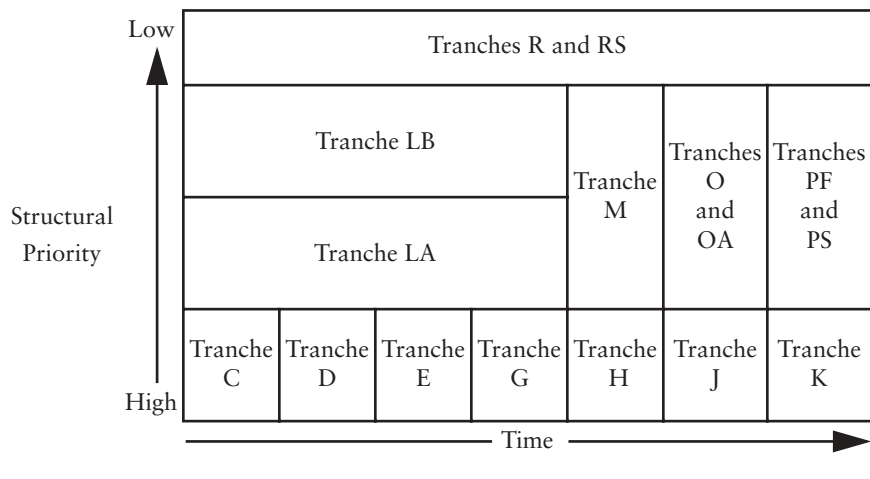 Low
Tranches R and RS
Tranche LB
Tranche
M
Tranches
O
and
OA
Tranches
PF
and
PS
Structural
Priority
Tranche LA
Tranche
C
Tranche
D
Tranche
E
Tranche
G
Tranche
H
Tranche
J
Tranche
K
High
Time